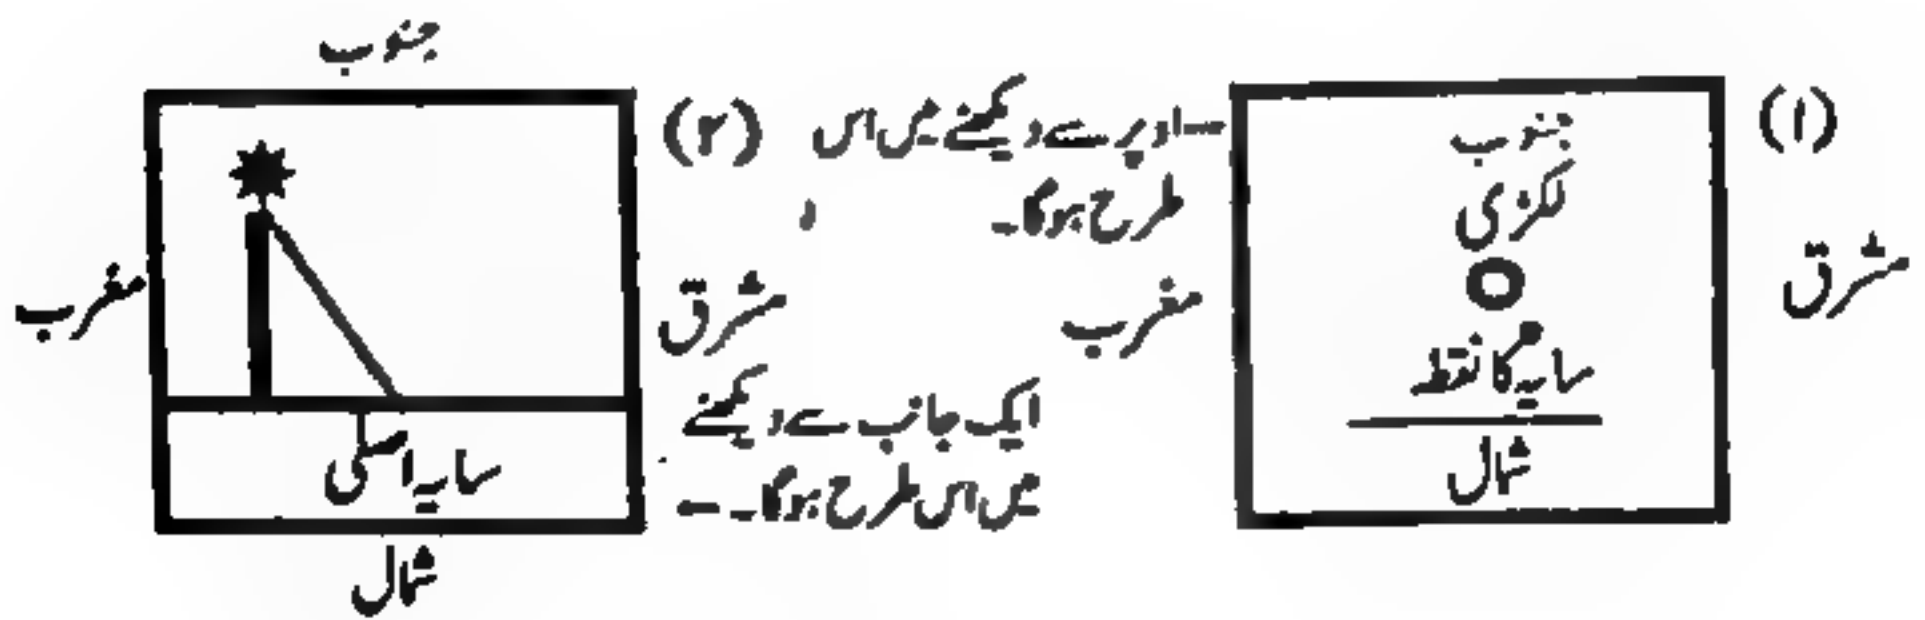 (۱)
جنوب
لکڑی
سایہ کا نقطہ
شمال
مشرق
مغرب
اوپر سے دیکھنے میں اس
طرح ہوگا۔
(۲)
جنوب
مشرق
مغرب
سایہ اصلی
شمال
ایک جانب سے دیکھنے
میں اس طرح ہوگا۔